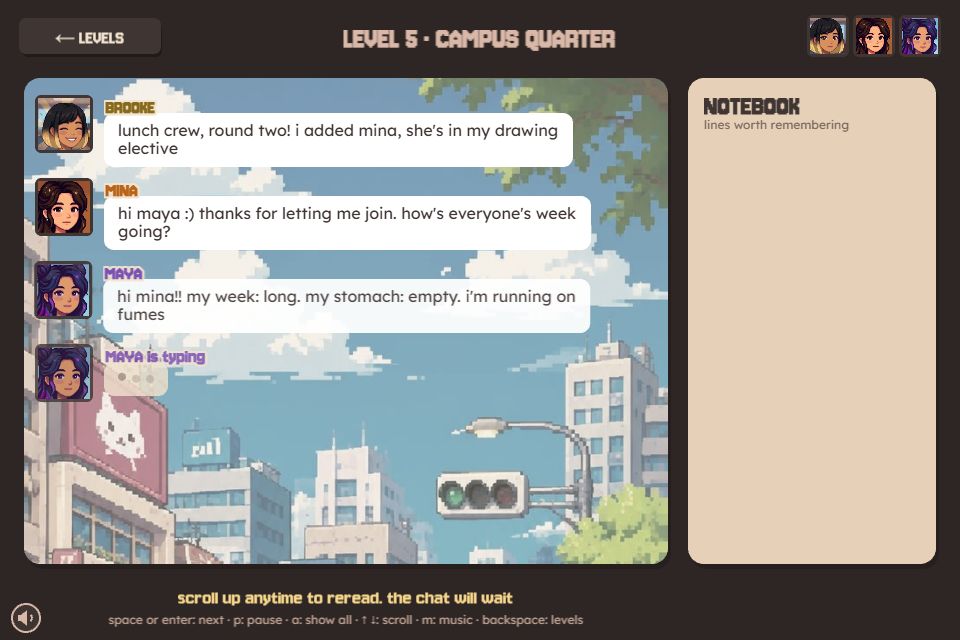 ← LEVELS
LEVEL 5 · CAMPUS QUARTER
BROOKE
lunch crew, round two! i added mina, she's in my drawing
elective
MINA
hi maya :) thanks for letting me join. how's everyone's week
going?
MAYA
hi mina!! my week: long. my stomach: empty. i'm running on
fumes
MAYA is typing
NOTEBOOK
lines worth remembering
scroll up anytime to reread. the chat will wait
space or enter: next · p: pause · a: show all · ↑ ↓: scroll · m: music · backspace: levels